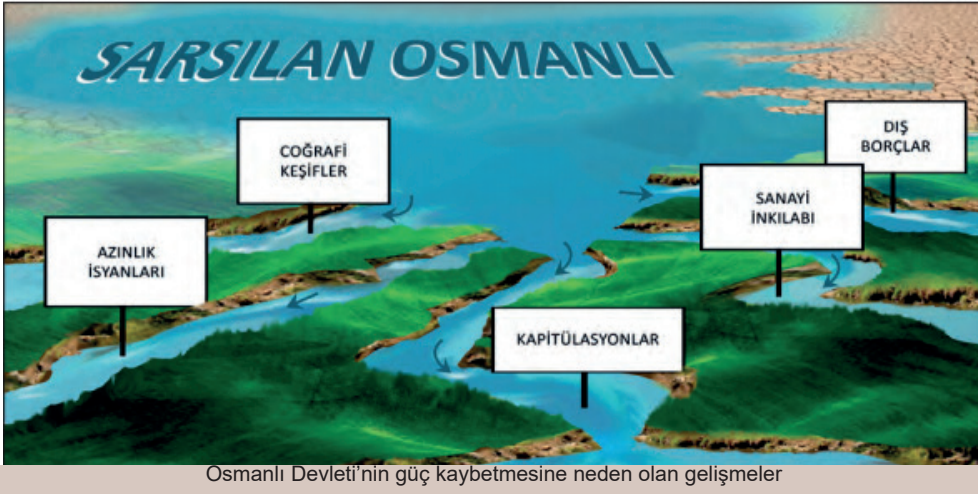 SARSILAN OSMANLI
COĞRAFİ
KEŞİFLER
DIŞ
BORÇLAR
SANAYİ
İNKILABI
AZINLIK
İSYANLARI
KAPİTÜLASYONLAR
Osmanlı Devleti'nin güç kaybetmesine neden olan gelişmeler